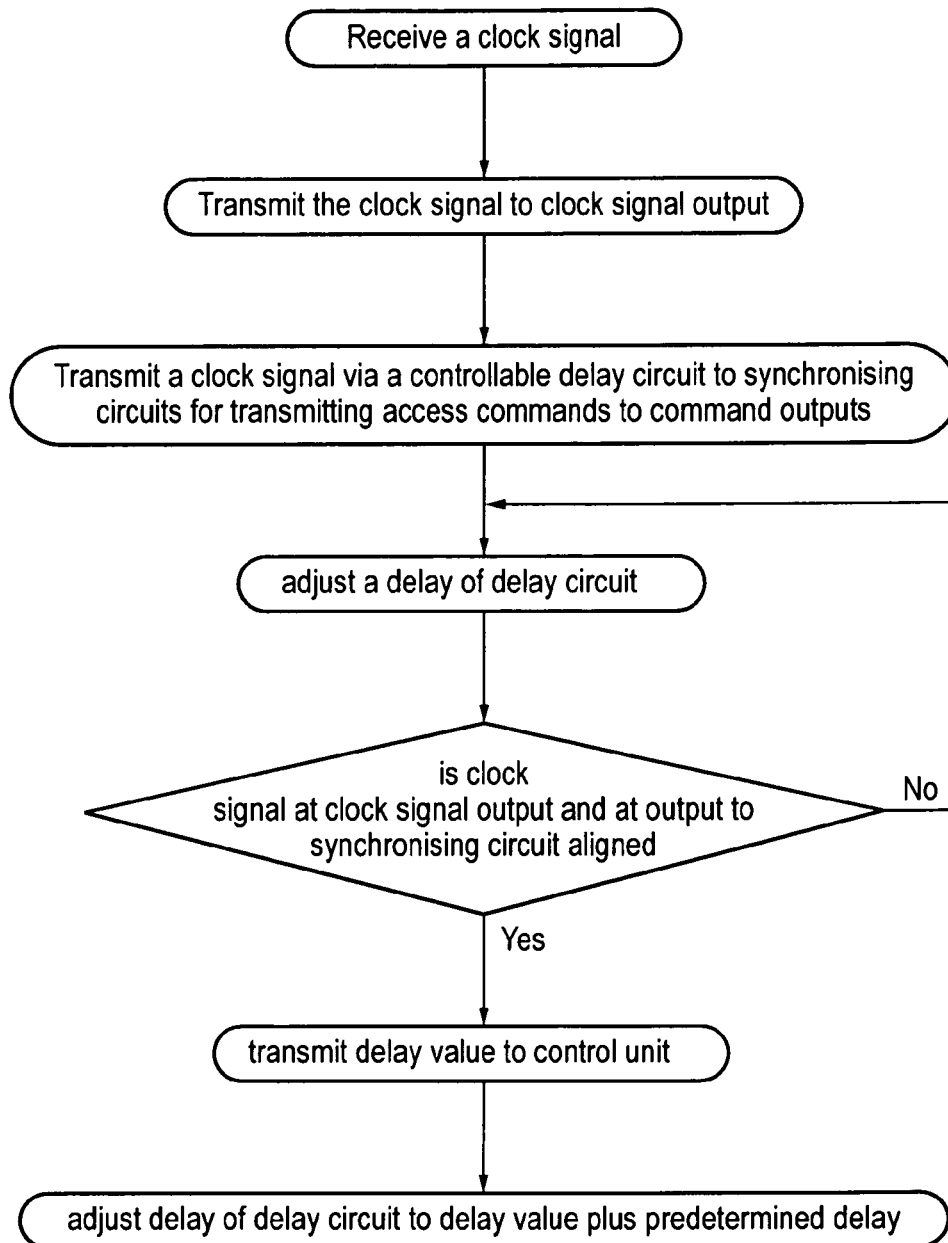 Receive a clock signal
Transmit the clock signal to clock signal output
Transmit a clock signal via a controllable delay circuit to synchronising
circuits for transmitting access commands to command outputs
adjust a delay of delay circuit
is clock
signal at clock signal output and at output to
synchronising circuit aligned
No
Yes
transmit delay value to control unit
adjust delay of delay circuit to delay value plus predetermined delay